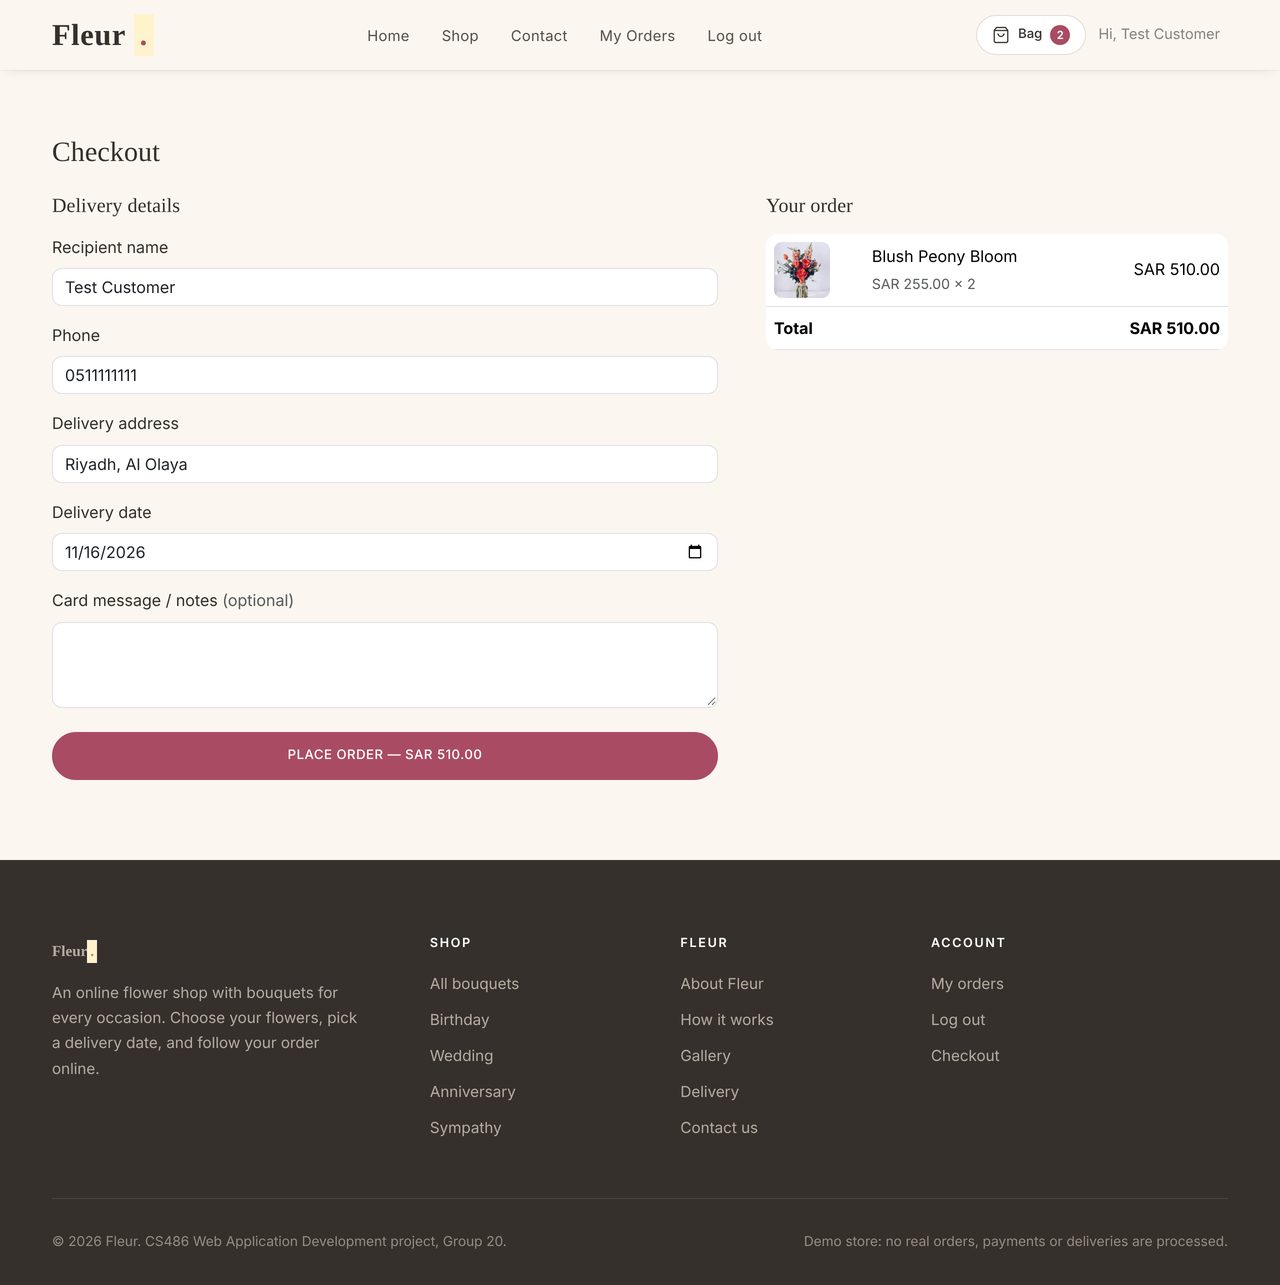 Fleur .
Home Shop Contact My Orders Log out
Bag 2
Hi, Test Customer
Checkout
Delivery details
Recipient name
Test Customer
Phone
0511111111
Delivery address
Riyadh, Al Olaya
Delivery date
11/16/2026
Card message / notes (optional)
PLACE ORDER — SAR 510.00
Your order
Blush Peony Bloom
SAR 255.00 × 2
SAR 510.00
Total SAR 510.00
Fleur.
An online flower shop with bouquets for
every occasion. Choose your flowers, pick
a delivery date, and follow your order
online.
SHOP
All bouquets
Birthday
Wedding
Anniversary
Sympathy
FLEUR
About Fleur
How it works
Gallery
Delivery
Contact us
ACCOUNT
My orders
Log out
Checkout
© 2026 Fleur. CS486 Web Application Development project, Group 20.
Demo store: no real orders, payments or deliveries are processed.